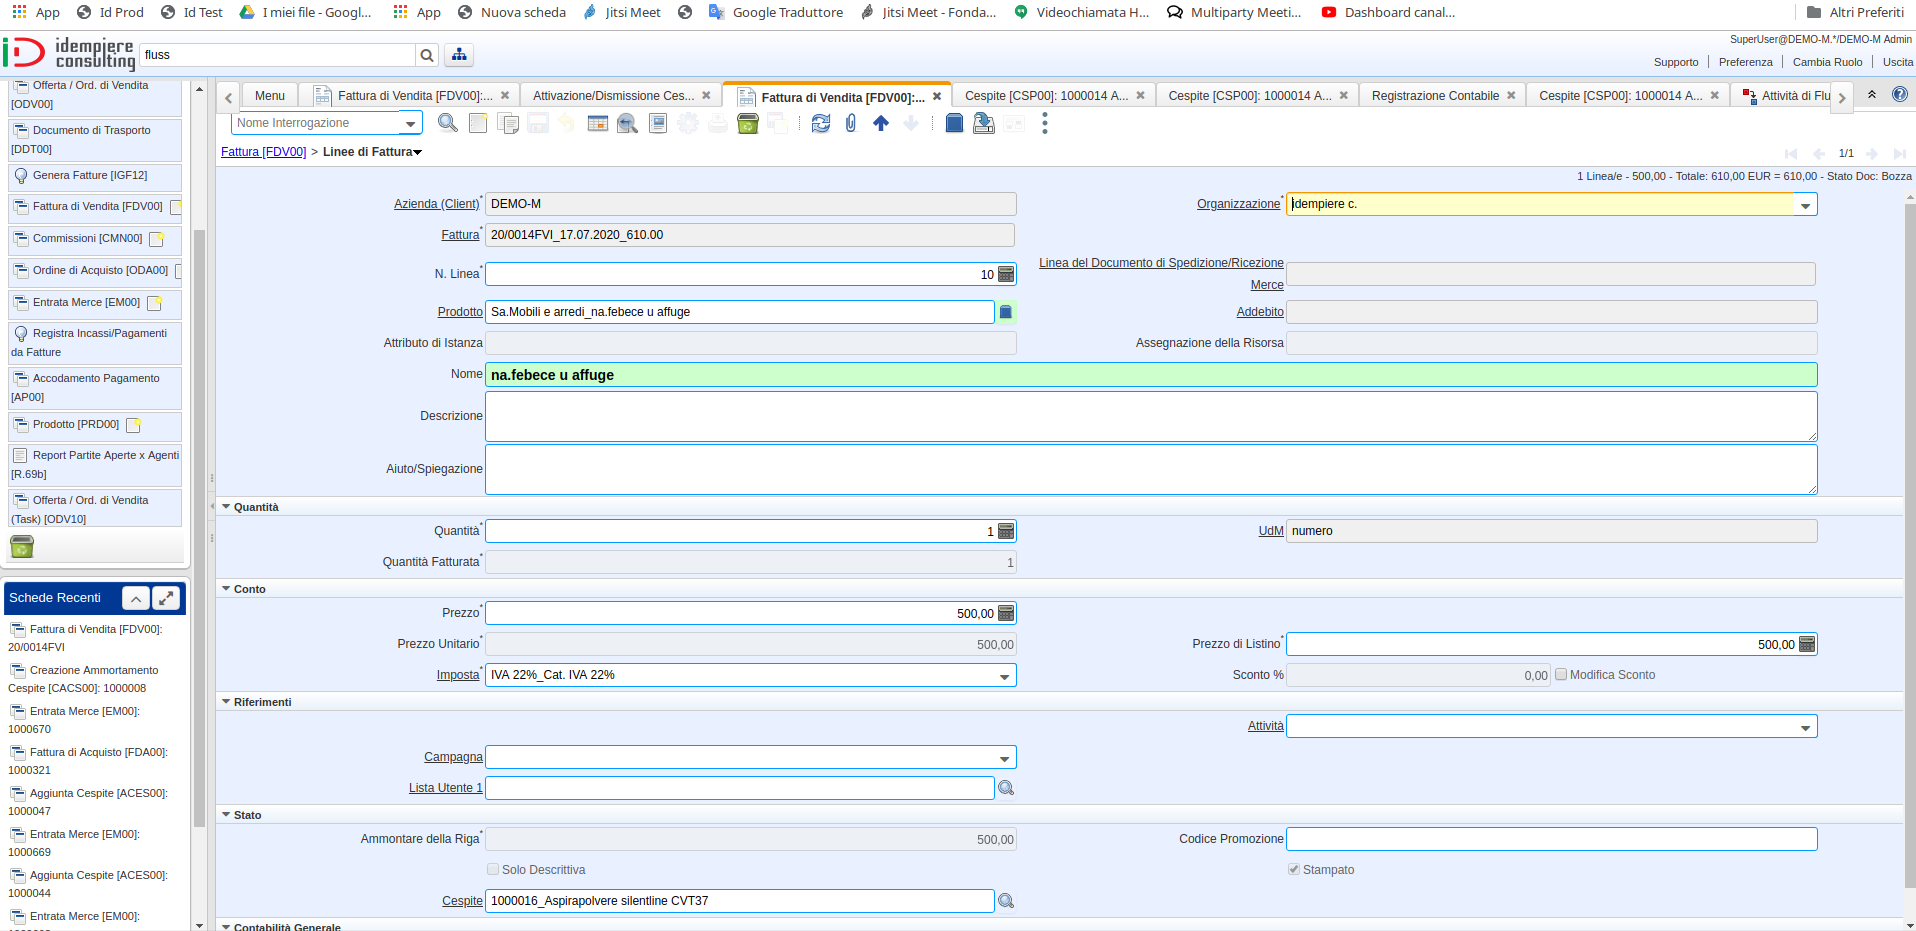 App Id Prod Id Test I miei file - Googl... App Nuova scheda Jitsi Meet Google Traduttore Jitsi Meet - Fonda... Videochiamata H... Multiparty Meeti... Dashboard canal... Altri Preferiti
idempiere consulting
fluss
SuperUser@DEMO-M.*/DEMO-M Admin
Supporto Preferenza Cambia Ruolo Uscita
Offerta / Ord. di Vendita
[ODV00]
Documento di Trasporto
[DDT00]
Genera Fatture [IGF12]
Fattura di Vendita [FDV00]
Commissioni [CMN00]
Ordine di Acquisto [ODA00]
Entrata Merce [EM00]
Registra Incassi/Pagamenti
da Fatture
Accodamento Pagamento
[AP00]
Prodotto [PRD00]
Report Partite Aperte x Agenti
[R.69b]
Offerta / Ord. di Vendita
(Task) [ODV10]
Schede Recenti
Fattura di Vendita [FDV00]:
20/0014FVI
Creazione Ammortamento
Cespite [CACS00]: 1000008
Entrata Merce [EM00]:
1000670
Fattura di Acquisto [FDA00]:
1000321
Aggiunta Cespite [ACES00]:
1000047
Entrata Merce [EM00]:
1000669
Aggiunta Cespite [ACES00]:
1000044
Entrata Merce [EM00]:
Menu Fattura di Vendita [FDV00]:... Attivazione/Dismissione Ces... Fattura di Vendita [FDV00]:... Cespite [CSP00]: 1000014 A... Cespite [CSP00]: 1000014 A... Registrazione Contabile Cespite [CSP00]: 1000014 A... Attività di Flu
Nome Interrogazione
Fattura [FDV00] > Linee di Fattura
1/1
1 Linea/e - 500,00 - Totale: 610,00 EUR = 610,00 - Stato Doc: Bozza
Azienda (Client)* DEMO-M Organizzazione* idempiere c.
Fattura* 20/0014FVI_17.07.2020_610.00
N. Linea* 10 Linea del Documento di Spedizione/Ricezione
Merce
Prodotto Sa.Mobili e arredi_na.febece u affuge Addebito
Attributo di Istanza Assegnazione della Risorsa
Nome na.febece u affuge
Descrizione
Aiuto/Spiegazione
Quantità
Quantità* 1 UdM numero
Quantità Fatturata* 1
Conto
Prezzo* 500,00
Prezzo Unitario* 500,00 Prezzo di Listino* 500,00
Imposta* IVA 22%_Cat. IVA 22% Sconto % 0,00 Modifica Sconto
Riferimenti
Attività
Campagna
Lista Utente 1
Stato
Ammontare della Riga* 500,00 Codice Promozione
Solo Descrittiva Stampato
Cespite 1000016_Aspirapolvere silentline CVT37
Contabilità Generale